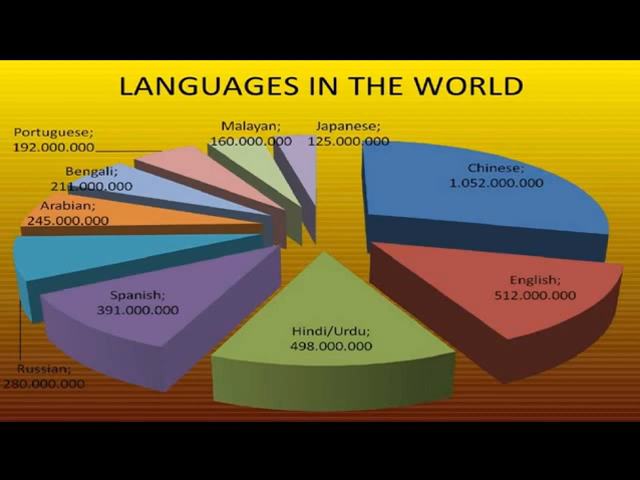 LANGUAGES IN THE WORLD
Portuguese;
192.000.000
Malayan;
160.000.000
Japanese;
125.000.000
Bengali;
211.000.000
Chinese;
1.052.000.000
Arabian;
245.000.000
English;
512.000.000
Spanish;
391.000.000
Hindi/Urdu;
498.000.000
Russian;
280.000.000